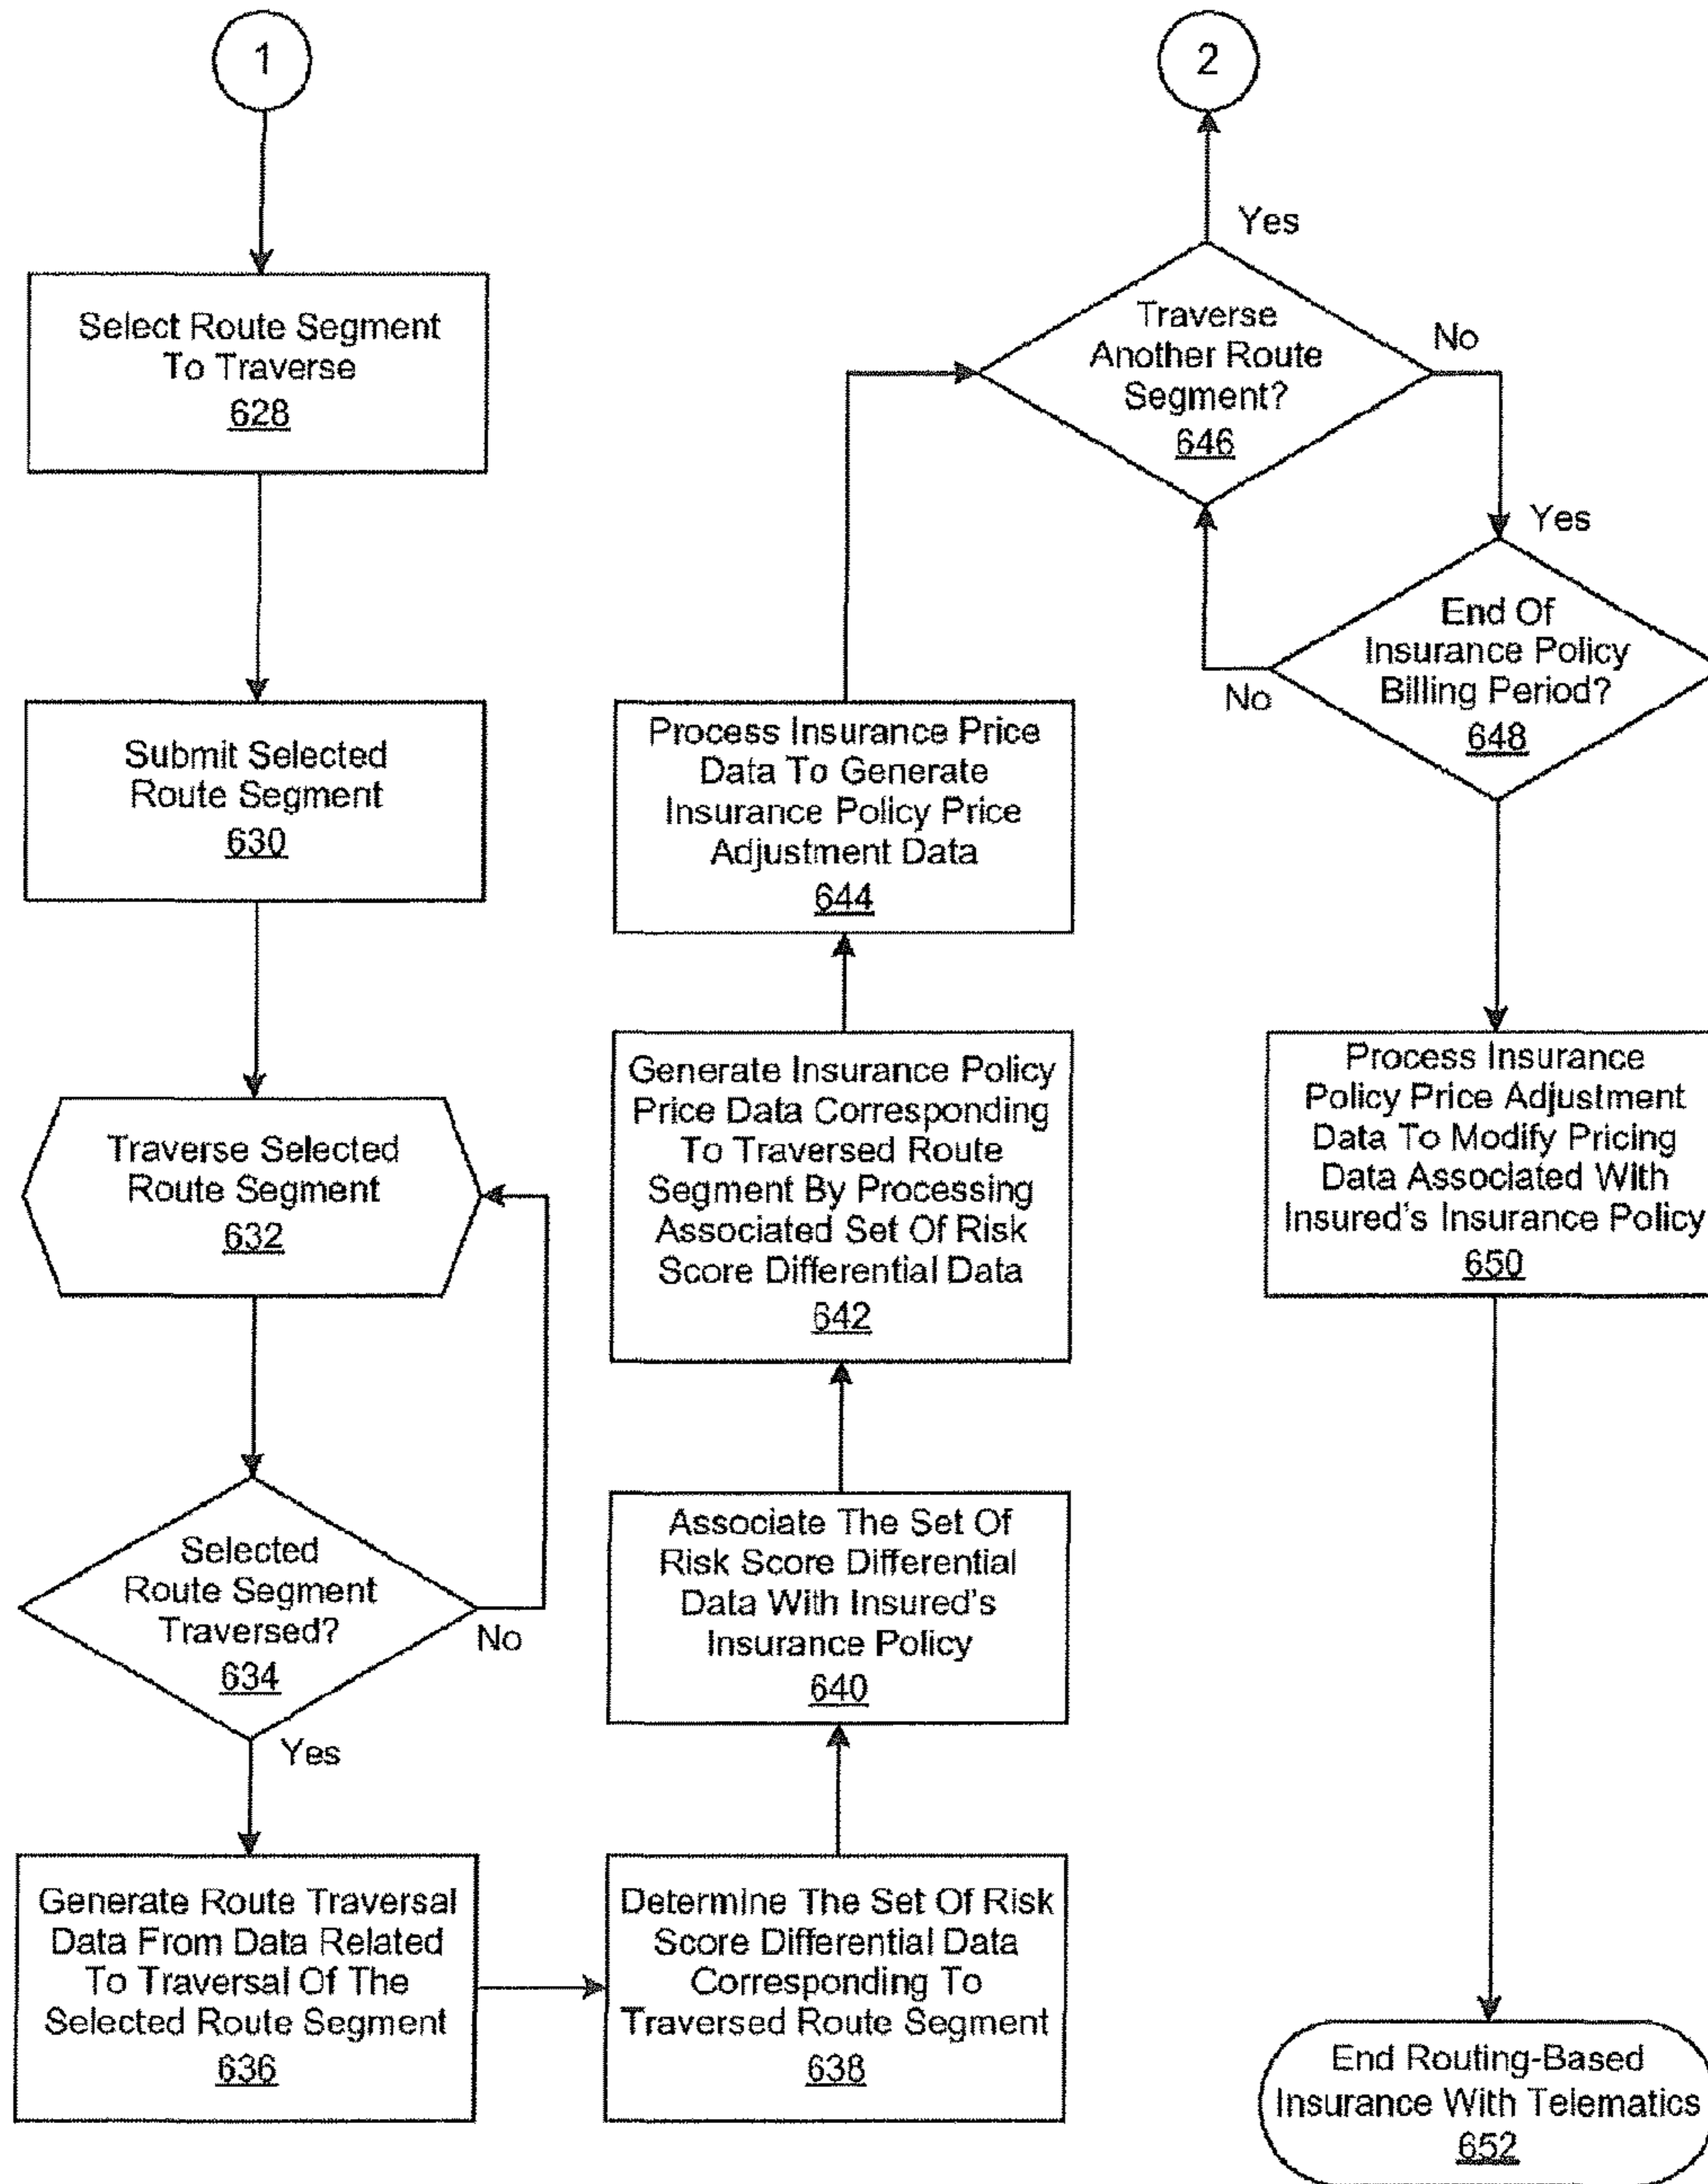 1
Select Route Segment
To Traverse
628
Submit Selected
Route Segment
630
Traverse Selected
Route Segment
632
Selected
Route Segment
Traversed?
634
No
Yes
Generate Route Traversal
Data From Data Related
To Traversal Of The
Selected Route Segment
636
Determine The Set Of Risk
Score Differential Data
Corresponding To
Traversed Route Segment
638
Associate The Set Of
Risk Score Differential
Data With Insured's
Insurance Policy
640
Generate Insurance Policy
Price Data Corresponding
To Traversed Route
Segment By Processing
Associated Set Of Risk
Score Differential Data
642
Process Insurance Price
Data To Generate
Insurance Policy Price
Adjustment Data
644
2
Yes
Traverse
Another Route
Segment?
646
No
Yes
End Of
Insurance Policy
Billing Period?
648
No
Process Insurance
Policy Price Adjustment
Data To Modify Pricing
Data Associated With
Insured's Insurance Policy
650
End Routing-Based
Insurance With Telematics
652